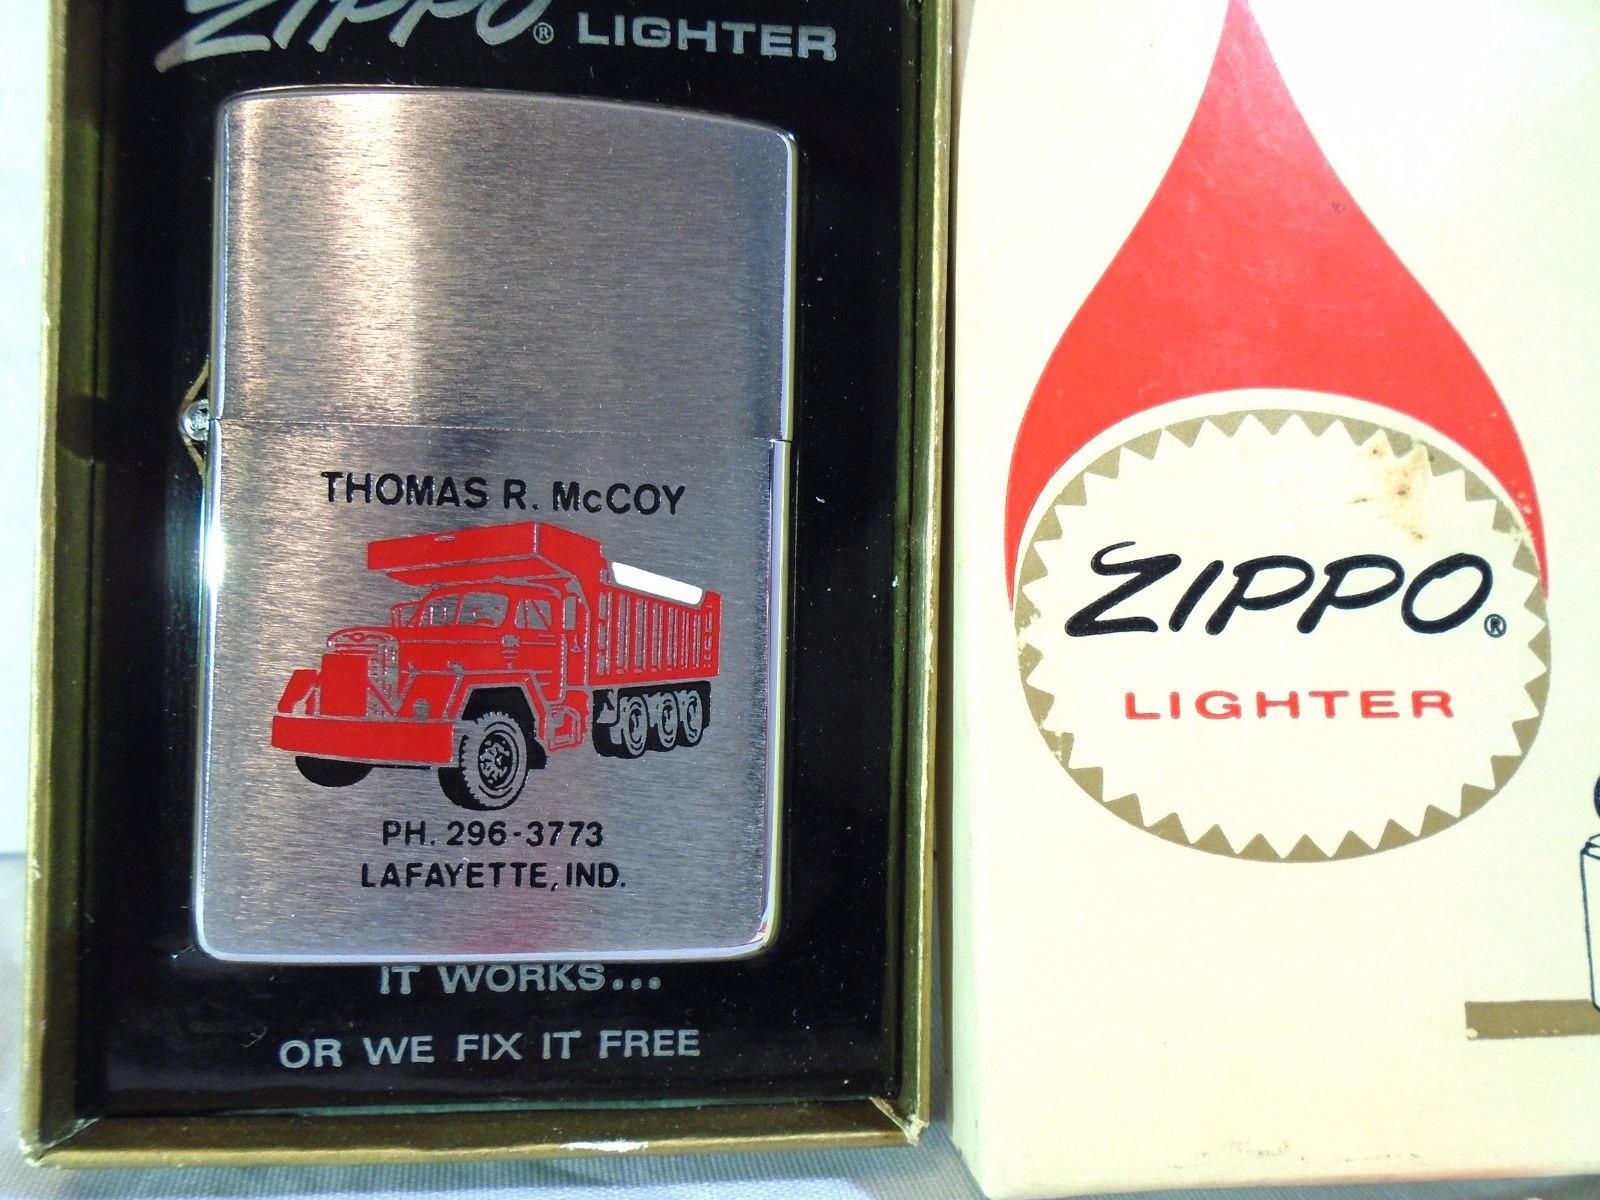 ZIPPO® LIGHTER
THOMAS R. McCOY
PH. 296-3773
LAFAYETTE, IND.
IT WORKS...
OR WE FIX IT FREE
ZIPPO®
LIGHTER